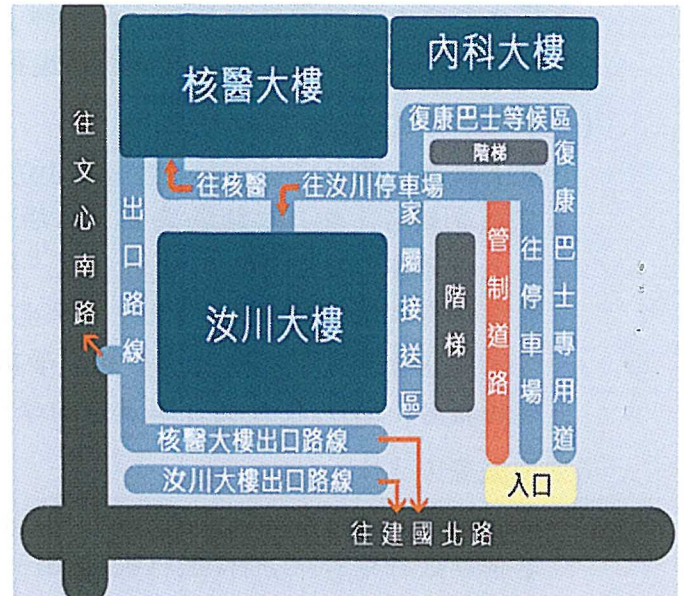 核醫大樓
內科大樓
往文心南路
復康巴士等候區
階梯
往核醫
往汝川停車場
出口路線
汝川大樓
家屬接送區
階梯
管制道路
往停車場
復康巴士專用道
核醫大樓出口路線
汝川大樓出口路線
入口
往建國北路